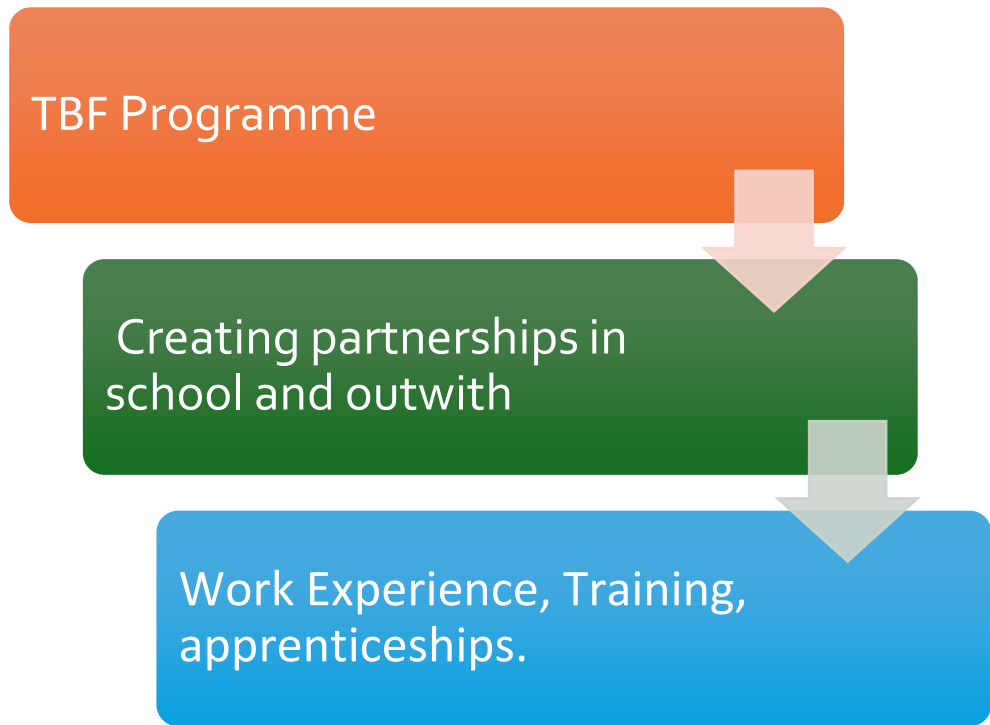 TBF Programme
Creating partnerships in
school and outwith
Work Experience, Training,
apprenticeships.